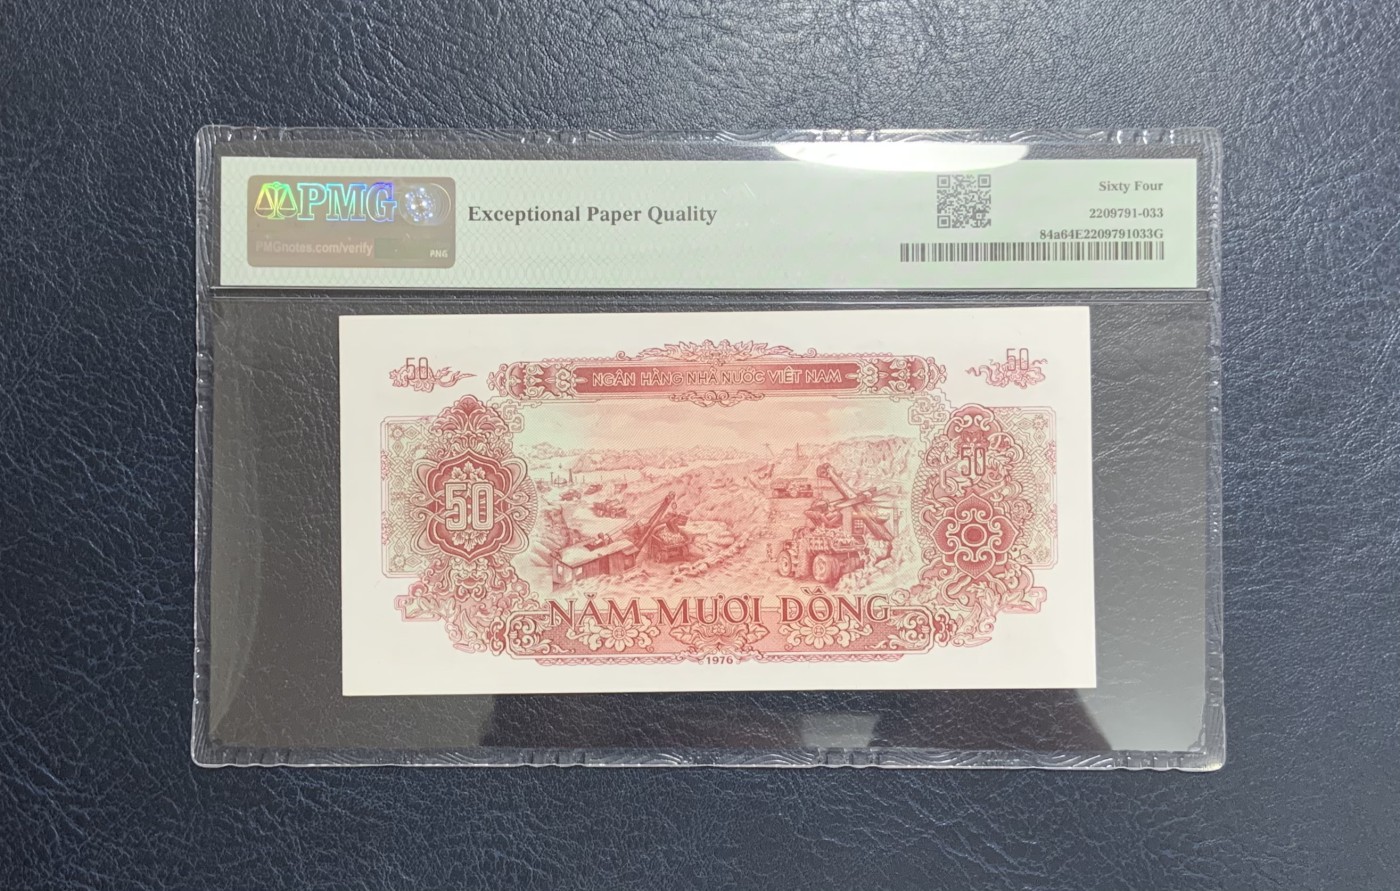 PMG
PMGnotes.com/verify
PNG
Exceptional Paper Quality
Sixty Four
2209791-033
84a64E2209791033G
50
NGÂN HÀNG NHÀ NƯỚC VIỆT NAM
50
50
50
NĂM MƯƠI ĐỒNG
1976